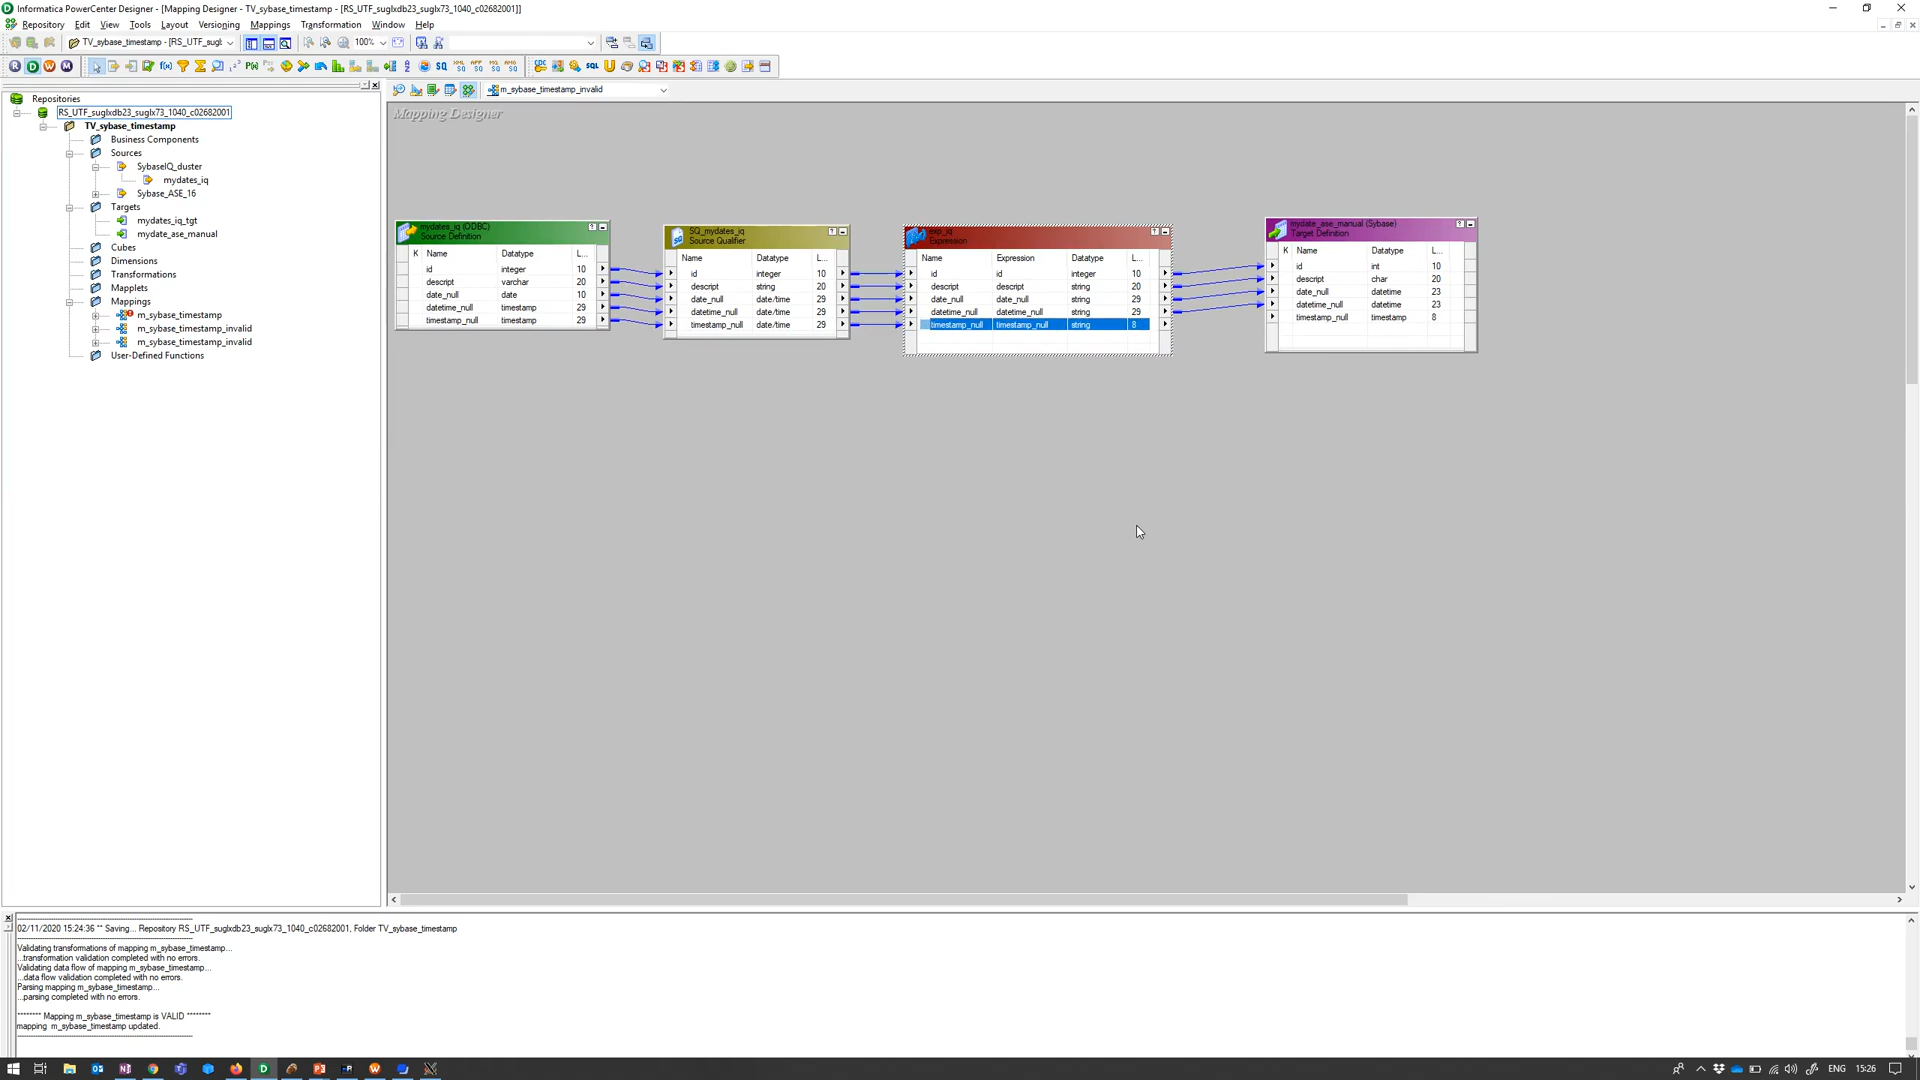 Informatica PowerCenter Designer - [Mapping Designer - TV_sybase_timestamp - [RS_UTF_suglxdb23_suglx73_1040_c02682001]]
Repository Edit View Tools Layout Versioning Mappings Transformation Window Help
TV_sybase_timestamp - [RS_UTF_sugl: 100%
m_sybase_timestamp_invalid
Mapping Designer
Repositories
RS_UTF_suglxdb23_suglx73_1040_c02682001
TV_sybase_timestamp
Business Components
Sources
SybaseIQ_duster
mydates_iq
Sybase_ASE_16
Targets
mydates_iq_tgt
mydate_ase_manual
Cubes
Dimensions
Transformations
Mapplets
Mappings
m_sybase_timestamp
m_sybase_timestamp_invalid
m_sybase_timestamp_invalid
User-Defined Functions
mydates_iq (ODBC)
Source Definition
K Name Datatype L...
id integer 10
descript varchar 20
date_null date 10
datetime_null timestamp 29
timestamp_null timestamp 29
SQ_mydates_iq
Source Qualifier
Name Datatype L...
id integer 10
descript string 20
date_null date/time 29
datetime_null date/time 29
timestamp_null date/time 29
exp_iq
Expression
Name Expression Datatype L...
id id integer 10
descript descript string 20
date_null date_null string 29
datetime_null datetime_null string 29
timestamp_null timestamp_null string 8
mydate_ase_manual (Sybase)
Target Definition
K Name Datatype L...
id int 10
descript char 20
date_null datetime 23
datetime_null datetime 23
timestamp_null timestamp 8
02/11/2020 15:24:36 ** Saving... Repository RS_UTF_suglxdb23_suglx73_1040_c02682001, Folder TV_sybase_timestamp
Validating transformations of mapping m_sybase_timestamp...
...transformation validation completed with no errors.
Validating data flow of mapping m_sybase_timestamp...
...data flow validation completed with no errors.
Parsing mapping m_sybase_timestamp...
...parsing completed with no errors.
******** Mapping m_sybase_timestamp is VALID ********
mapping m_sybase_timestamp updated.
ENG 15:26